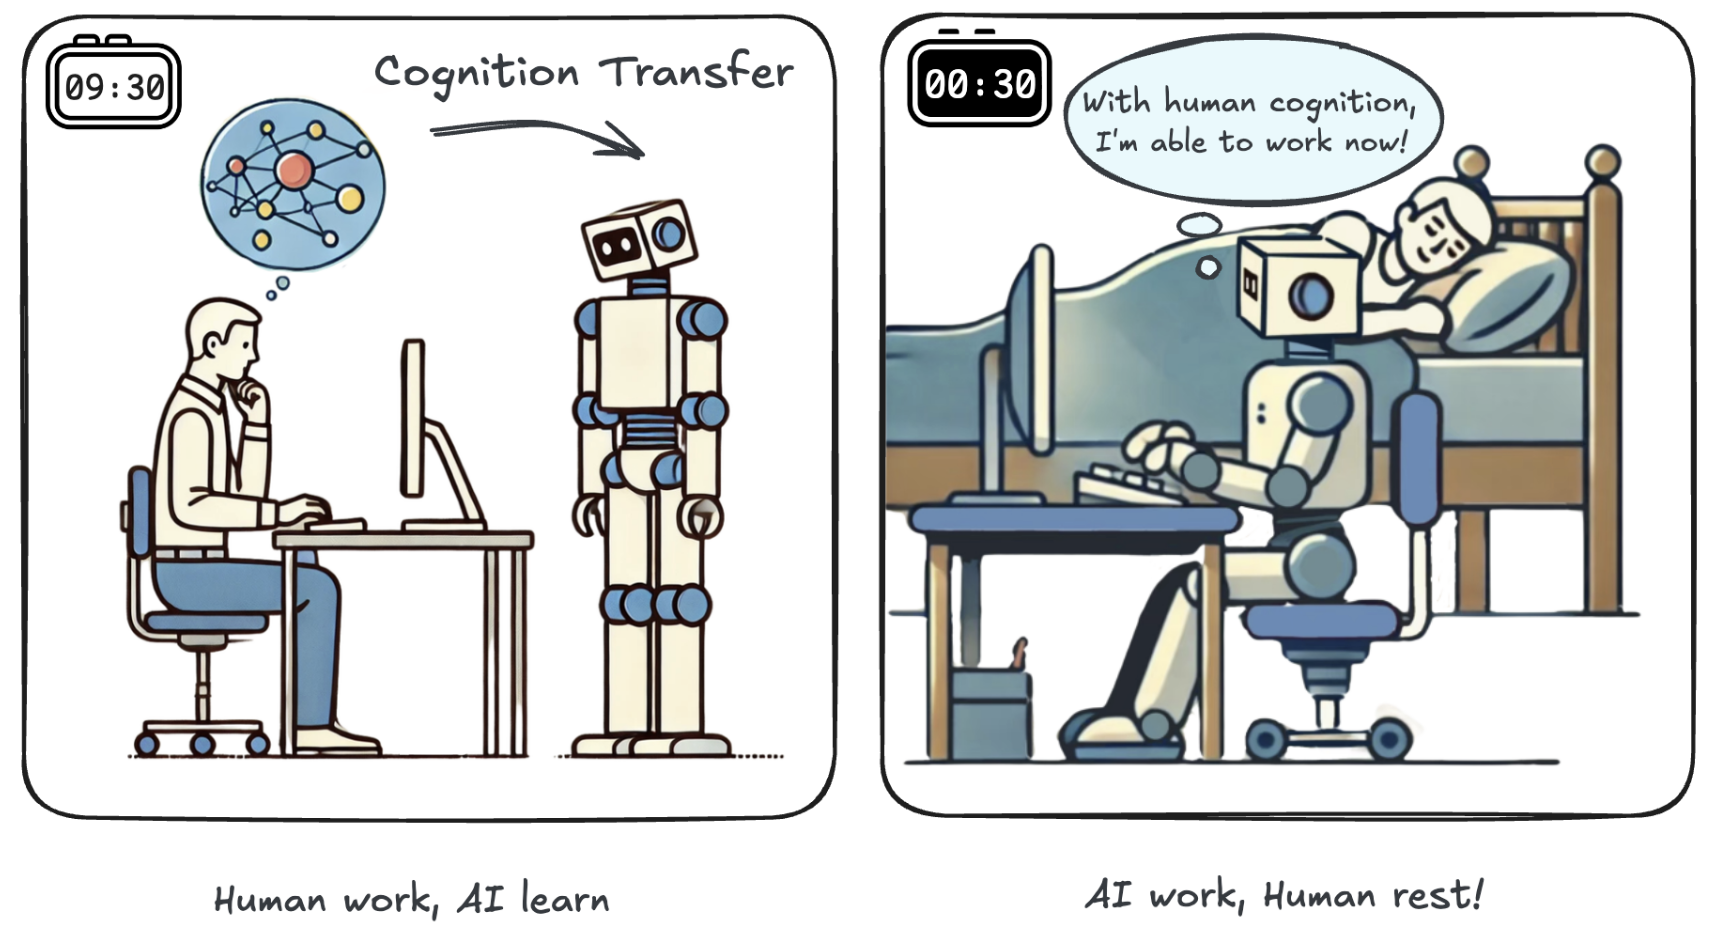 09:30
Cognition Transfer
00:30
With human cognition,
I'm able to work now!
Human work, AI learn
AI work, Human rest!